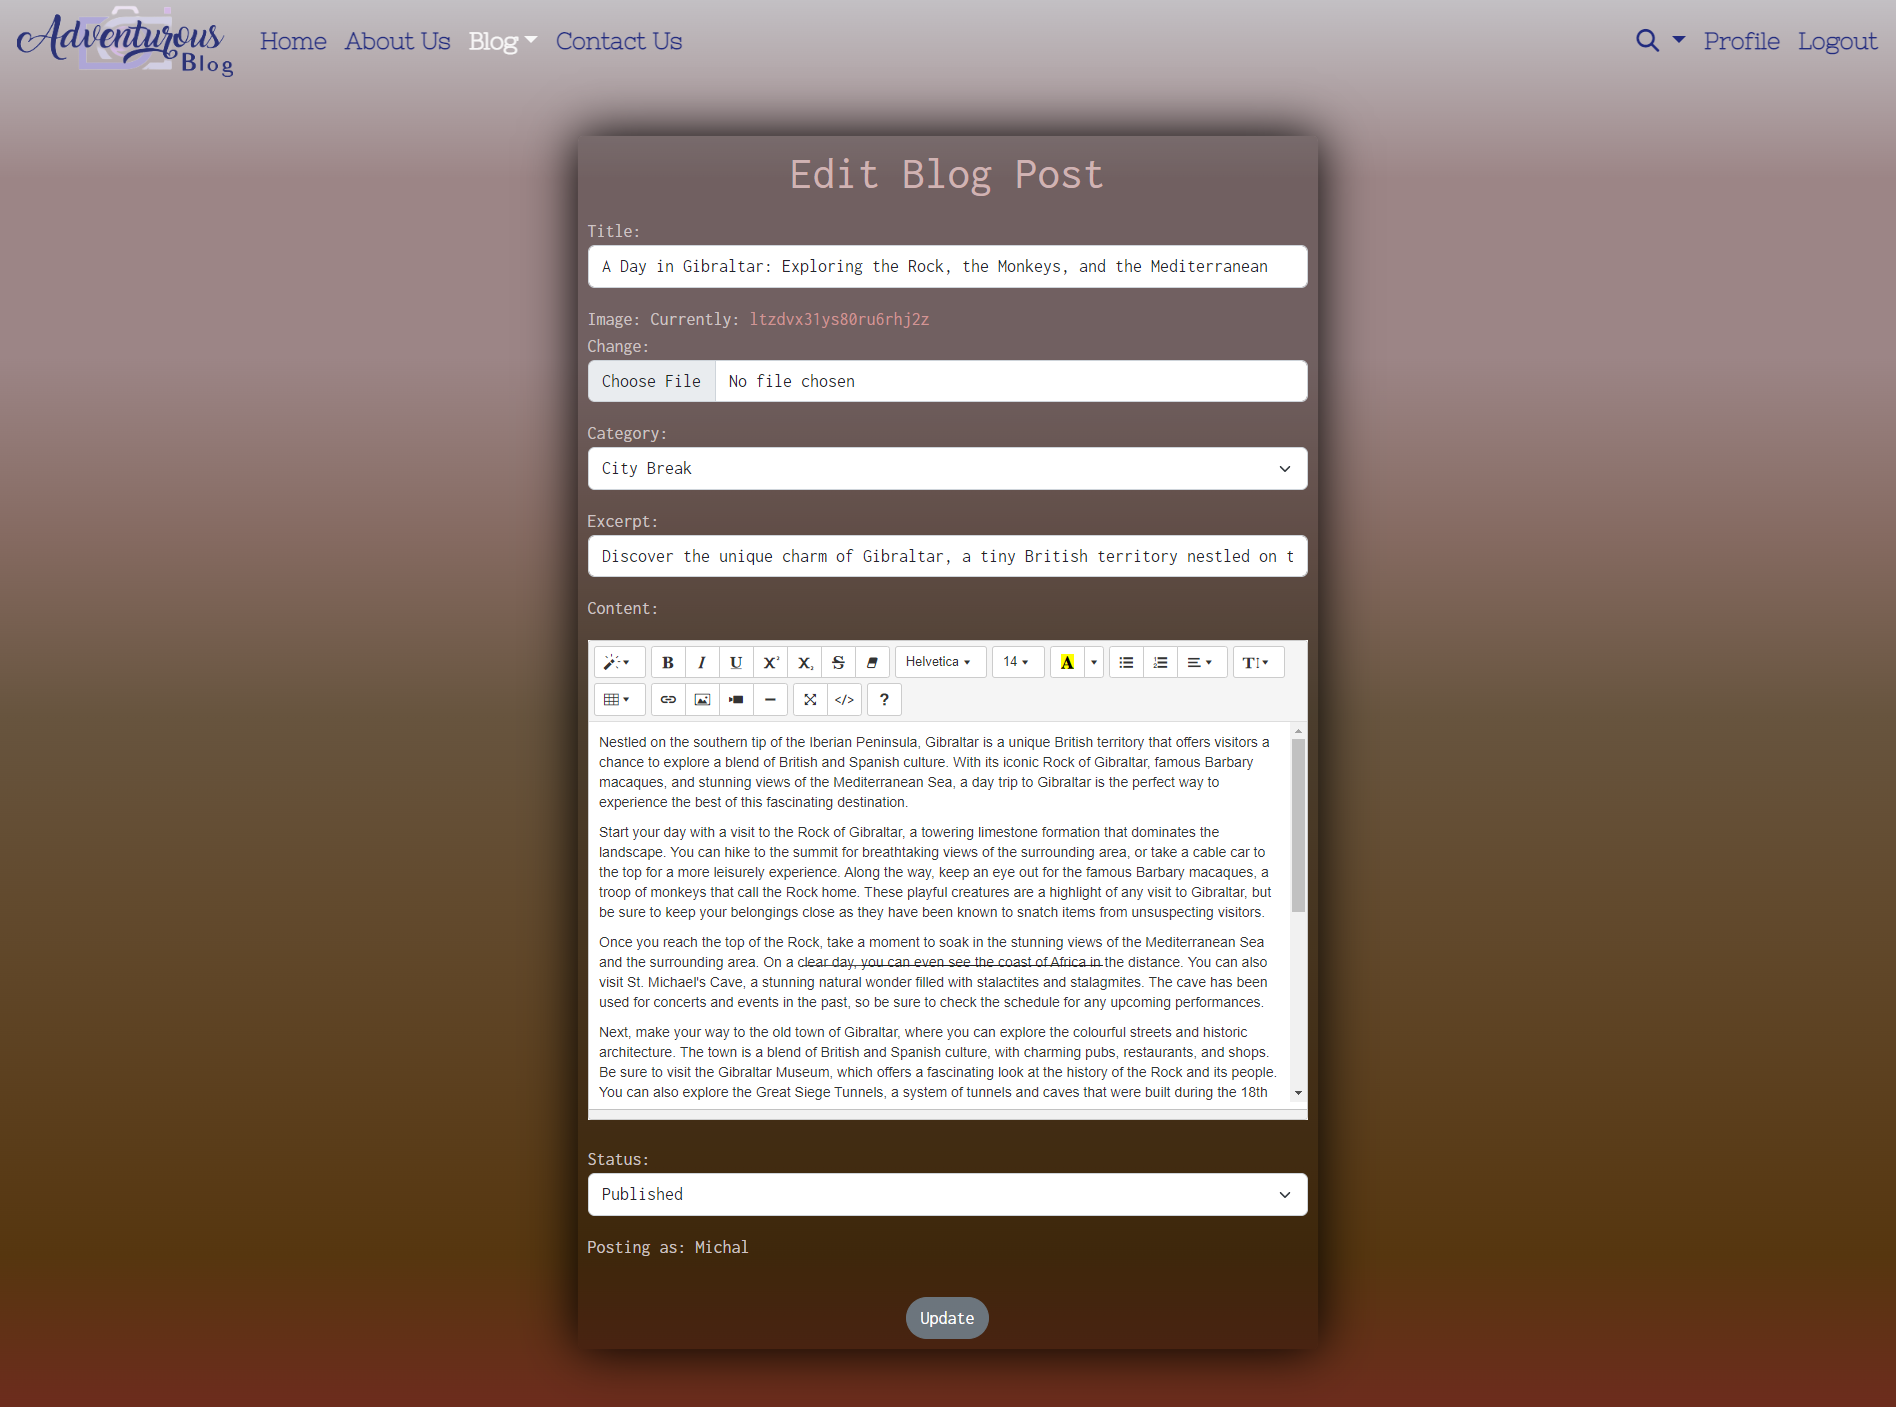 Adventurous
Blog
Home About Us Blog Contact Us Profile Logout
Edit Blog Post
Title:
A Day in Gibraltar: Exploring the Rock, the Monkeys, and the Mediterranean
Image: Currently: ltzdvx31ys80ru6rhj2z
Change:
Choose File No file chosen
Category:
City Break
Excerpt:
Discover the unique charm of Gibraltar, a tiny British territory nestled on t
Content:
B I U X² X₂ S Helvetica 14 A T
</> ?
Nestled on the southern tip of the Iberian Peninsula, Gibraltar is a unique British territory that offers visitors a
chance to explore a blend of British and Spanish culture. With its iconic Rock of Gibraltar, famous Barbary
macaques, and stunning views of the Mediterranean Sea, a day trip to Gibraltar is the perfect way to
experience the best of this fascinating destination.
Start your day with a visit to the Rock of Gibraltar, a towering limestone formation that dominates the
landscape. You can hike to the summit for breathtaking views of the surrounding area, or take a cable car to
the top for a more leisurely experience. Along the way, keep an eye out for the famous Barbary macaques, a
troop of monkeys that call the Rock home. These playful creatures are a highlight of any visit to Gibraltar, but
be sure to keep your belongings close as they have been known to snatch items from unsuspecting visitors.
Once you reach the top of the Rock, take a moment to soak in the stunning views of the Mediterranean Sea
and the surrounding area. On a clear day, you can even see the coast of Africa in the distance. You can also
visit St. Michael's Cave, a stunning natural wonder filled with stalactites and stalagmites. The cave has been
used for concerts and events in the past, so be sure to check the schedule for any upcoming performances.
Next, make your way to the old town of Gibraltar, where you can explore the colourful streets and historic
architecture. The town is a blend of British and Spanish culture, with charming pubs, restaurants, and shops.
Be sure to visit the Gibraltar Museum, which offers a fascinating look at the history of the Rock and its people.
You can also explore the Great Siege Tunnels, a system of tunnels and caves that were built during the 18th
Status:
Published
Posting as: Michal
Update